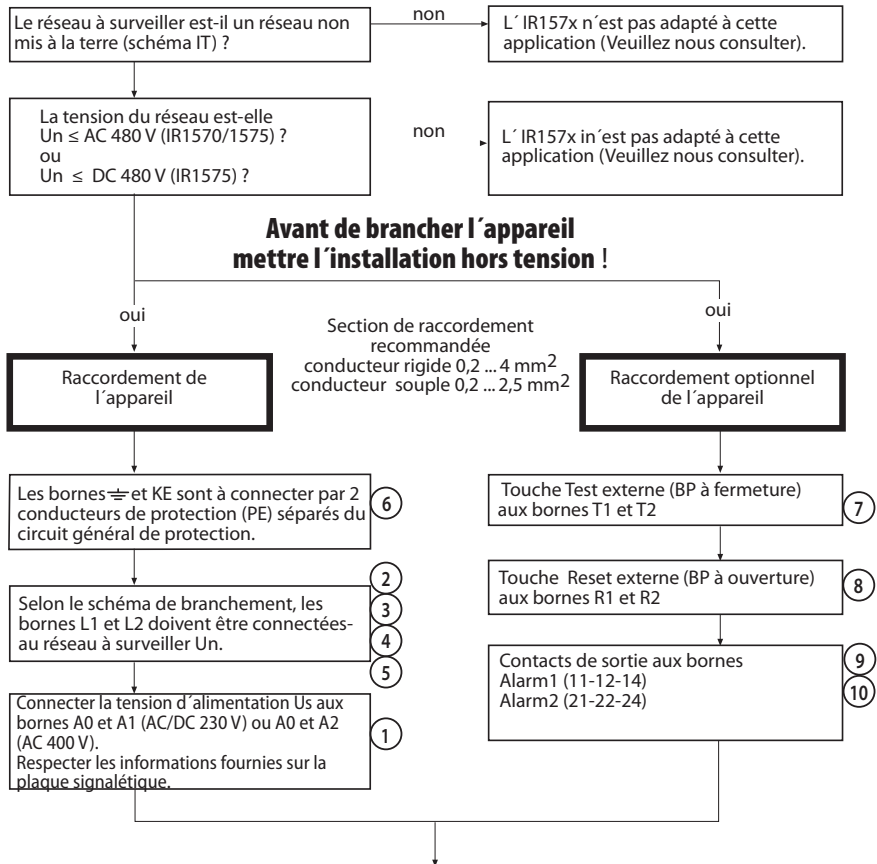 Le réseau à surveiller est-il un réseau non
mis à la terre (schéma IT) ?
non
L´ IR157x n´est pas adapté à cette
application (Veuillez nous consulter).
La tension du réseau est-elle
Un ≤ AC 480 V (IR1570/1575) ?
ou
Un ≤ DC 480 V (IR1575) ?
non
L´ IR157x in´est pas adapté à cette
application (Veuillez nous consulter).
Avant de brancher l´appareil
mettre l´installation hors tension !
oui
Section de raccordement
recommandée
conducteur rigide 0,2 ... 4 mm²
conducteur souple 0,2 ... 2,5 mm²
oui
Raccordement de
l´appareil
Raccordement optionnel
de l´appareil
Les bornes ⏚ et KE sont à connecter par 2
conducteurs de protection (PE) séparés du
circuit général de protection.
6
Touche Test externe (BP à fermeture)
aux bornes T1 et T2
7
Selon le schéma de branchement, les
bornes L1 et L2 doivent être connectées-
au réseau à surveiller Un.
2
3
4
5
Touche Reset externe (BP à ouverture)
aux bornes R1 et R2
8
Connecter la tension d´alimentation Us aux
bornes A0 et A1 (AC/DC 230 V) ou A0 et A2
(AC 400 V).
Respecter les informations fournies sur la
plaque signalétique.
1
Contacts de sortie aux bornes
Alarm1 (11-12-14)
Alarm2 (21-22-24)
9
10